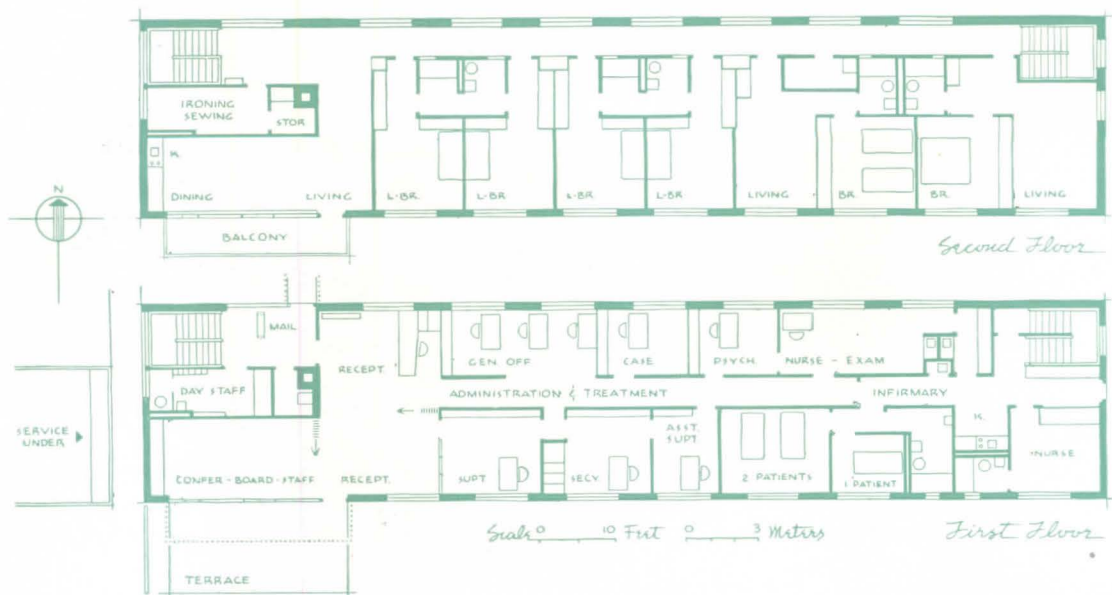 IRONING
SEWING
STOR
K
DINING
LIVING
L-BR
L-BR
L-BR
L-BR
LIVING
BR
BR.
LIVING
N
BALCONY
Second Floor
MAIL
RECEPT.
GEN. OFF
CASE
PSYCH.
NURSE - EXAM
DAY STAFF
ADMINISTRATION & TREATMENT
INFIRMARY
SERVICE
UNDER
ASST.
SUPT.
K.
CONFER - BOARD - STAFF
RECEPT.
SUPT
SECY.
2 PATIENTS
1 PATIENT
NURSE
Scale 0 10 Feet 0 3 Meters
First Floor
TERRACE